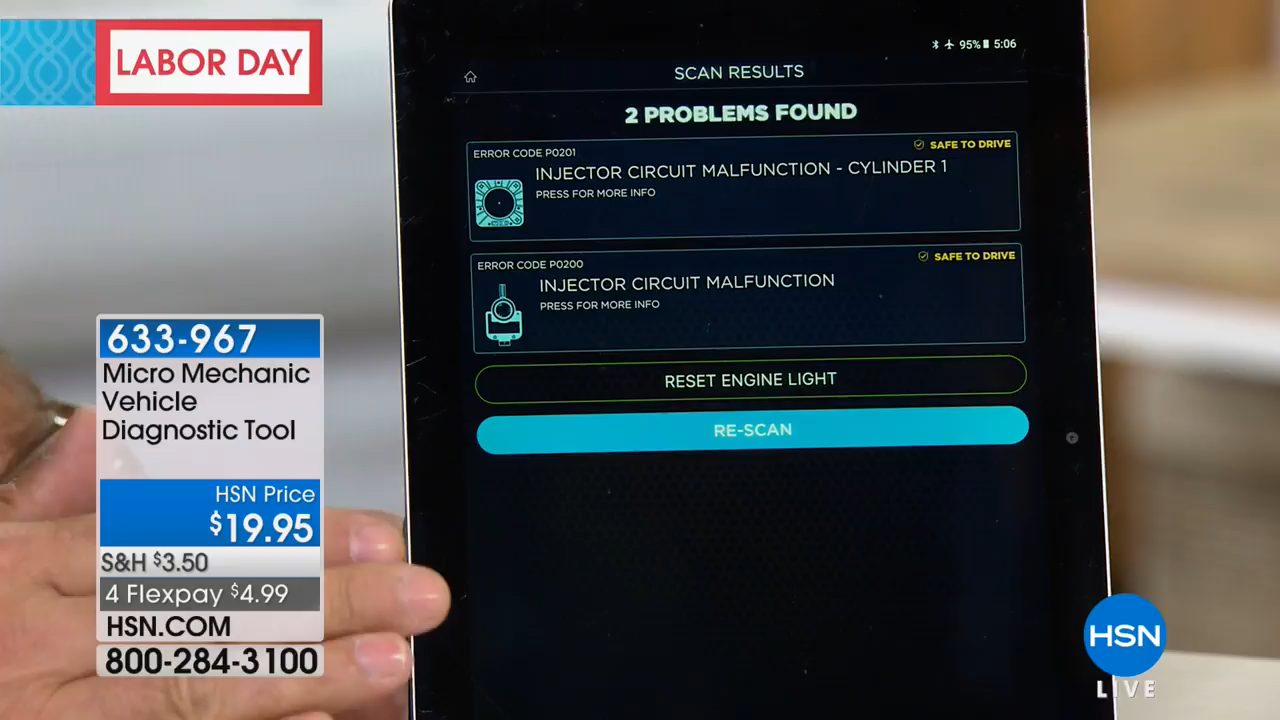 LABOR DAY
95% 5:06
SCAN RESULTS
2 PROBLEMS FOUND
ERROR CODE P0201
SAFE TO DRIVE
INJECTOR CIRCUIT MALFUNCTION - CYLINDER 1
PRESS FOR MORE INFO
ERROR CODE P0200
SAFE TO DRIVE
INJECTOR CIRCUIT MALFUNCTION
PRESS FOR MORE INFO
RESET ENGINE LIGHT
RE-SCAN
633-967
Micro Mechanic
Vehicle
Diagnostic Tool
HSN Price
$19.95
S&H $3.50
4 Flexpay $4.99
HSN.COM
800-284-3100
HSN
LIVE